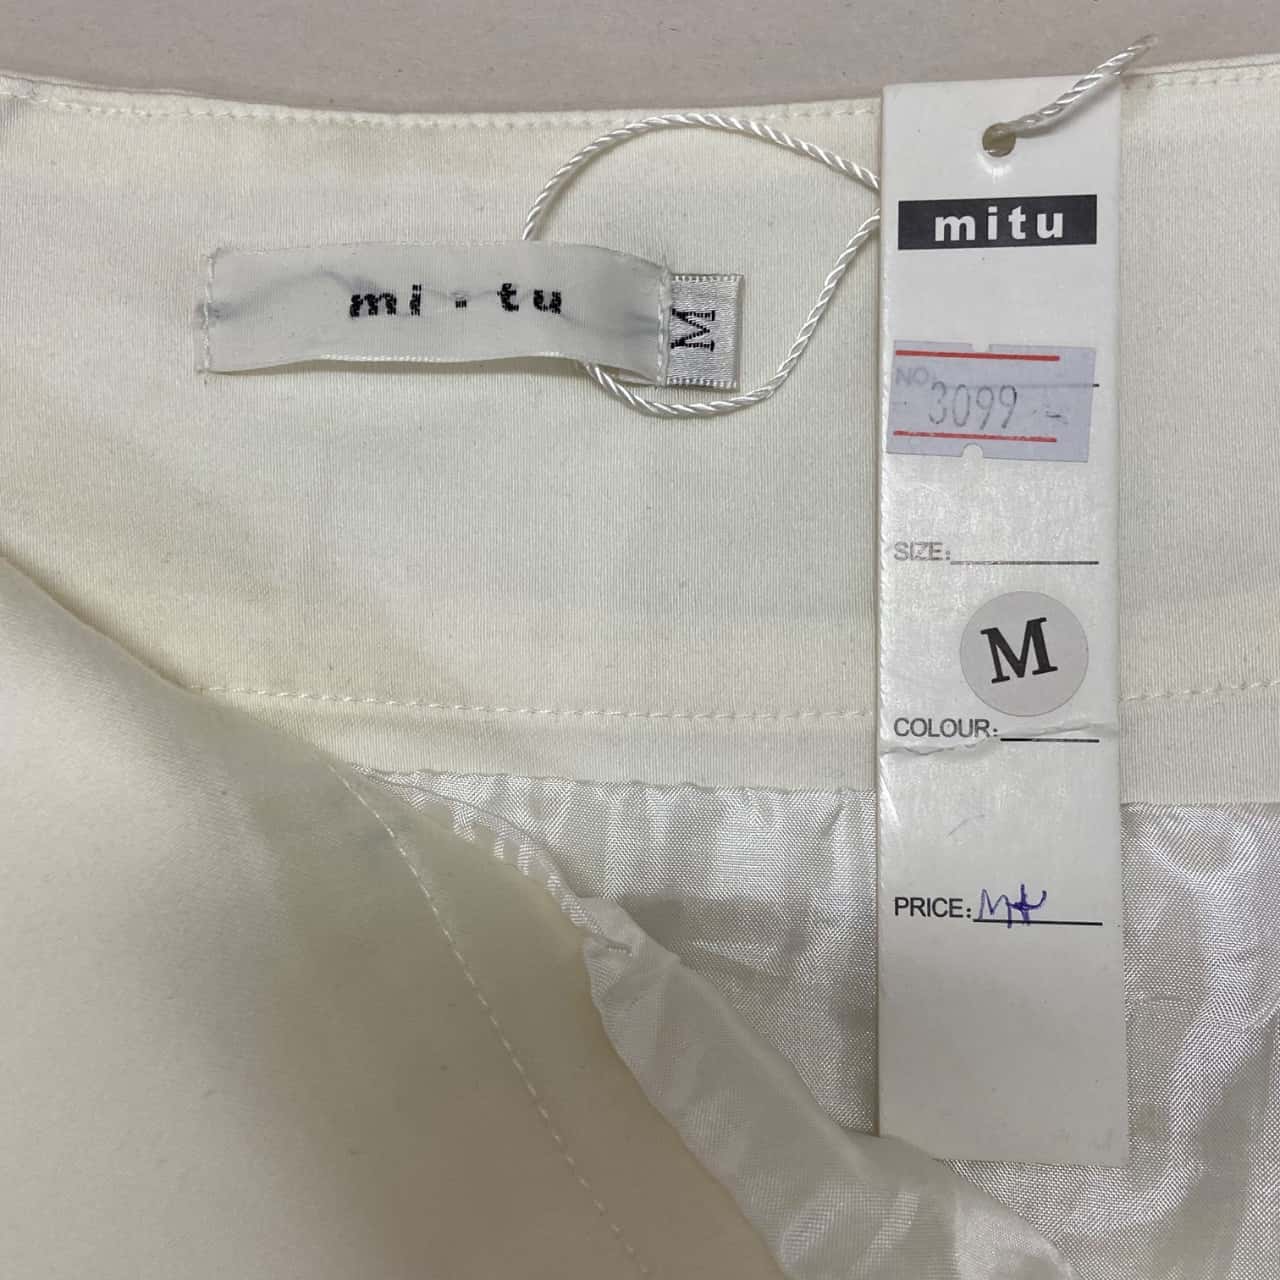 mi.tu
M
mitu
NO.
3099-
SIZE:
M
COLOUR:
PRICE: